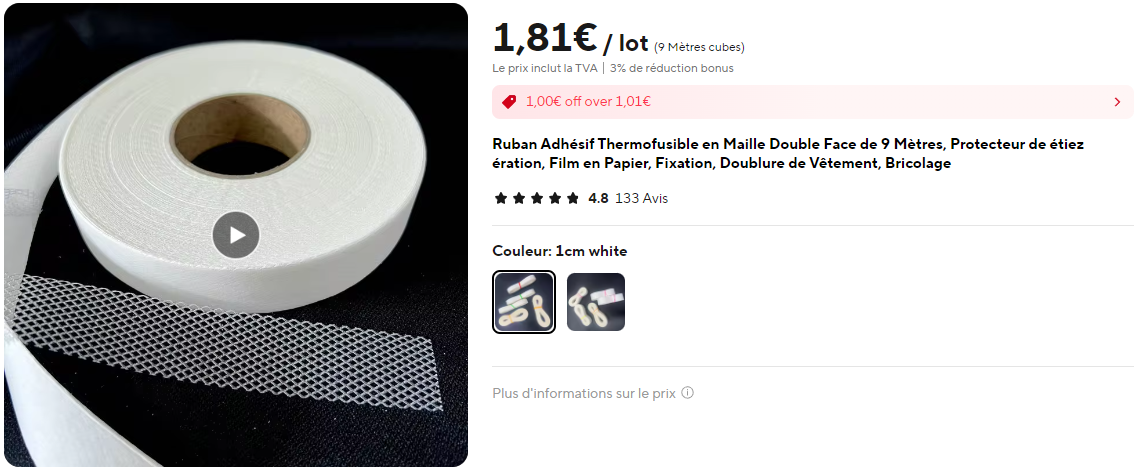 1,81€ / lot (9 Mètres cubes)
Le prix inclut la TVA | 3% de réduction bonus
1,00€ off over 1,01€
Ruban Adhésif Thermofusible en Maille Double Face de 9 Mètres, Protecteur de étiez
ération, Film en Papier, Fixation, Doublure de Vêtement, Bricolage
4.8 133 Avis
Couleur: 1cm white
Plus d'informations sur le prix